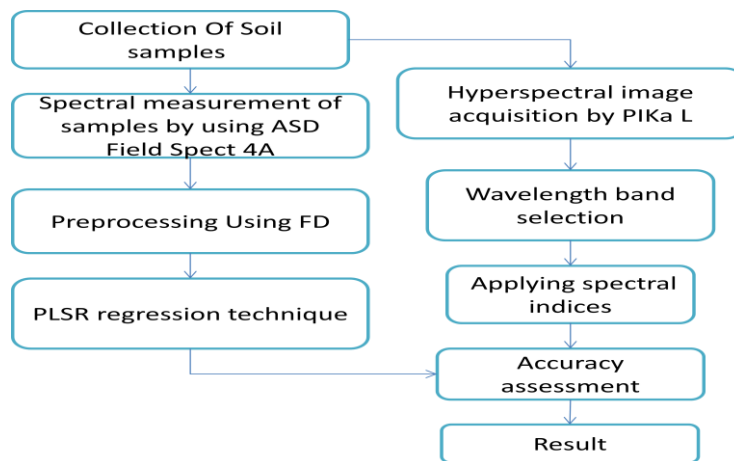 Collection Of Soil
samples
Spectral measurement of
samples by using ASD
Field Spect 4A
Preprocessing Using FD
PLSR regression technique
Hyperspectral image
acquisition by PIKa L
Wavelength band
selection
Applying spectral
indices
Accuracy
assessment
Result